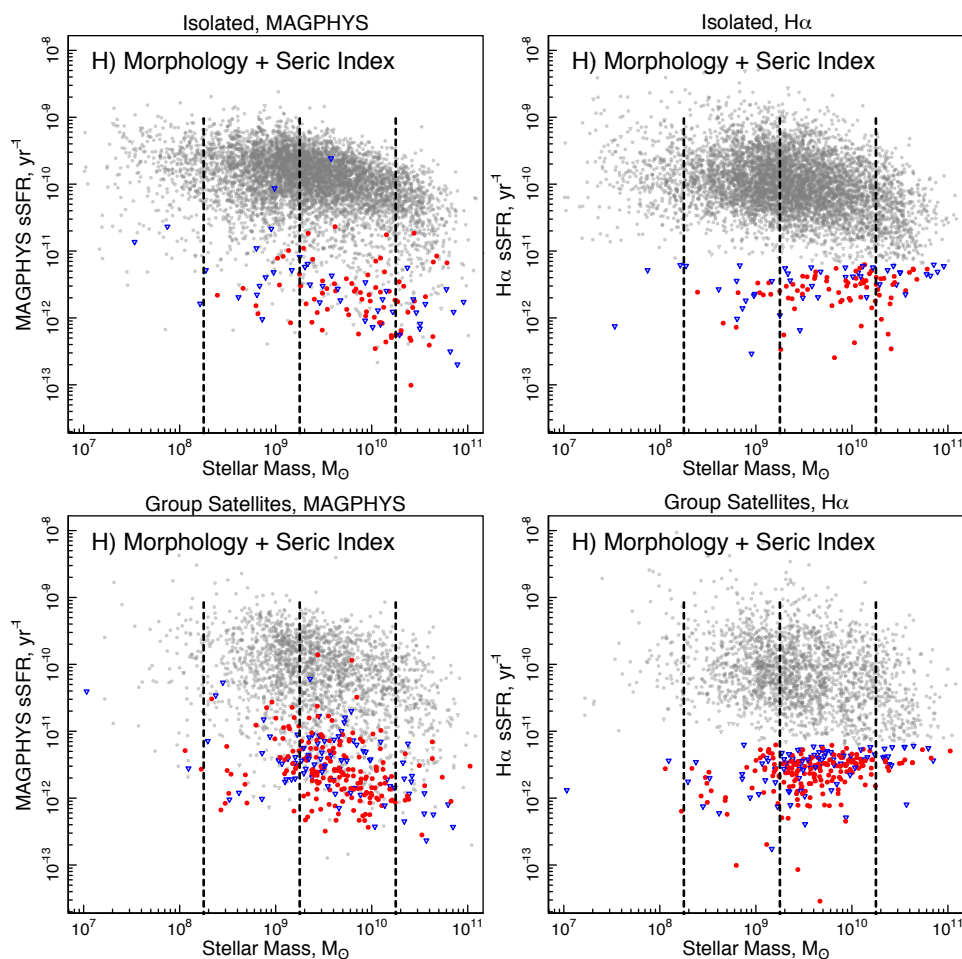 Isolated, MAGPHYS
H) Morphology + Seric Index
MAGPHYS sSFR, yr⁻¹
10⁻⁸
10⁻⁹
10⁻¹⁰
10⁻¹¹
10⁻¹²
10⁻¹³
10⁷ 10⁸ 10⁹ 10¹⁰ 10¹¹
Stellar Mass, M⊙
Isolated, Hα
H) Morphology + Seric Index
Hα sSFR, yr⁻¹
10⁻⁸
10⁻⁹
10⁻¹⁰
10⁻¹¹
10⁻¹²
10⁻¹³
10⁷ 10⁸ 10⁹ 10¹⁰ 10¹¹
Stellar Mass, M⊙
Group Satellites, MAGPHYS
H) Morphology + Seric Index
MAGPHYS sSFR, yr⁻¹
10⁻⁸
10⁻⁹
10⁻¹⁰
10⁻¹¹
10⁻¹²
10⁻¹³
10⁷ 10⁸ 10⁹ 10¹⁰ 10¹¹
Stellar Mass, M⊙
Group Satellites, Hα
H) Morphology + Seric Index
Hα sSFR, yr⁻¹
10⁻⁸
10⁻⁹
10⁻¹⁰
10⁻¹¹
10⁻¹²
10⁻¹³
10⁷ 10⁸ 10⁹ 10¹⁰ 10¹¹
Stellar Mass, M⊙